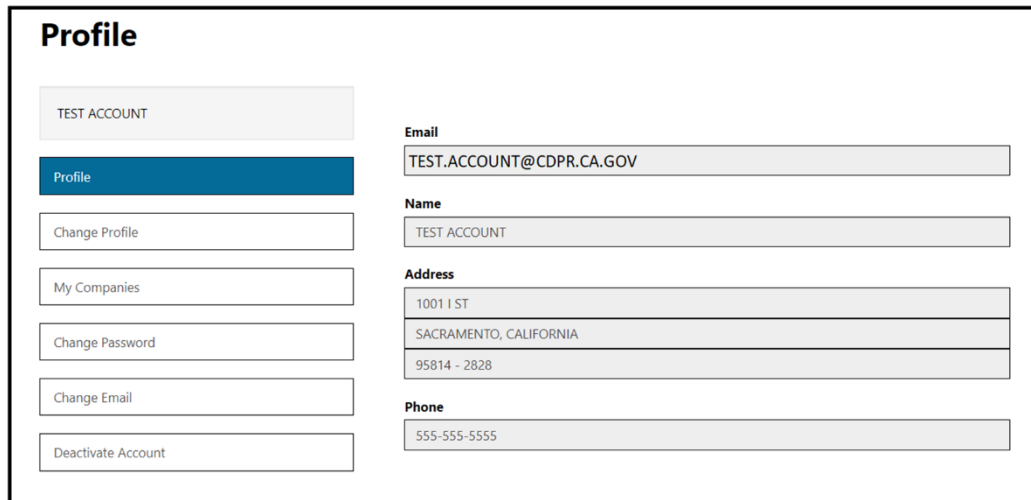 Profile
TEST ACCOUNT
Profile
Change Profile
My Companies
Change Password
Change Email
Deactivate Account
Email
TEST.ACCOUNT@CDPR.CA.GOV
Name
TEST ACCOUNT
Address
1001 I ST
SACRAMENTO, CALIFORNIA
95814 - 2828
Phone
555-555-5555